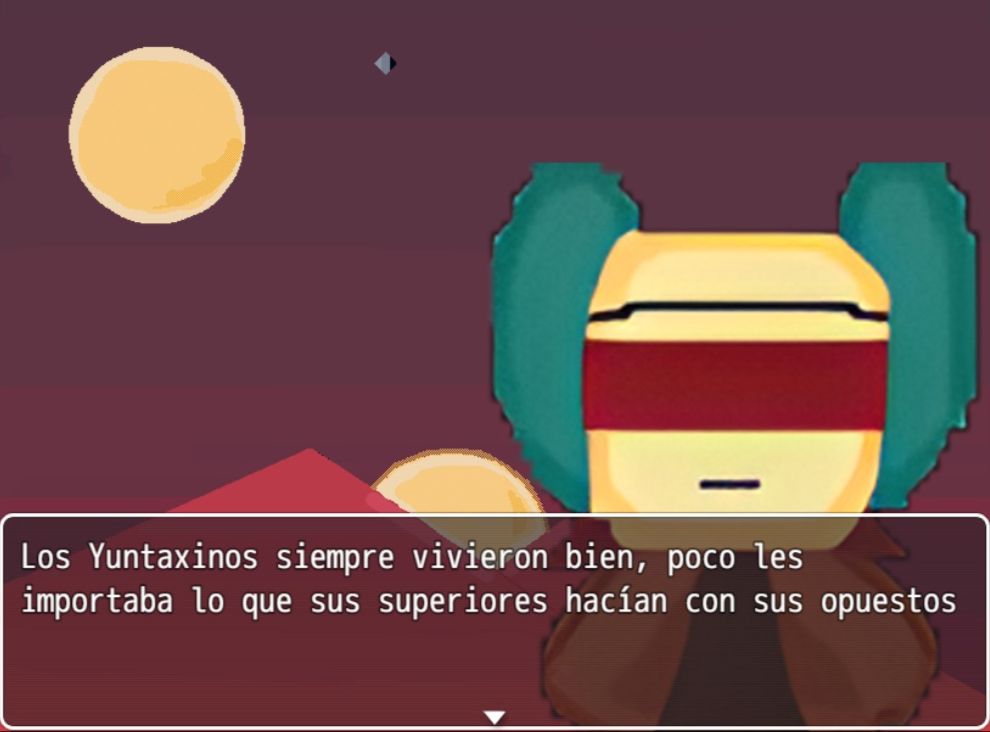 Los Yuntaxinos siempre vivieron bien, poco les
importaba lo que sus superiores hacían con sus opuestos